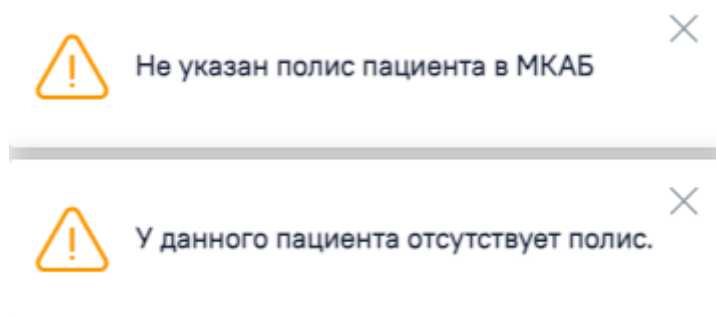 Не указан полис пациента в МКАБ
У данного пациента отсутствует полис.